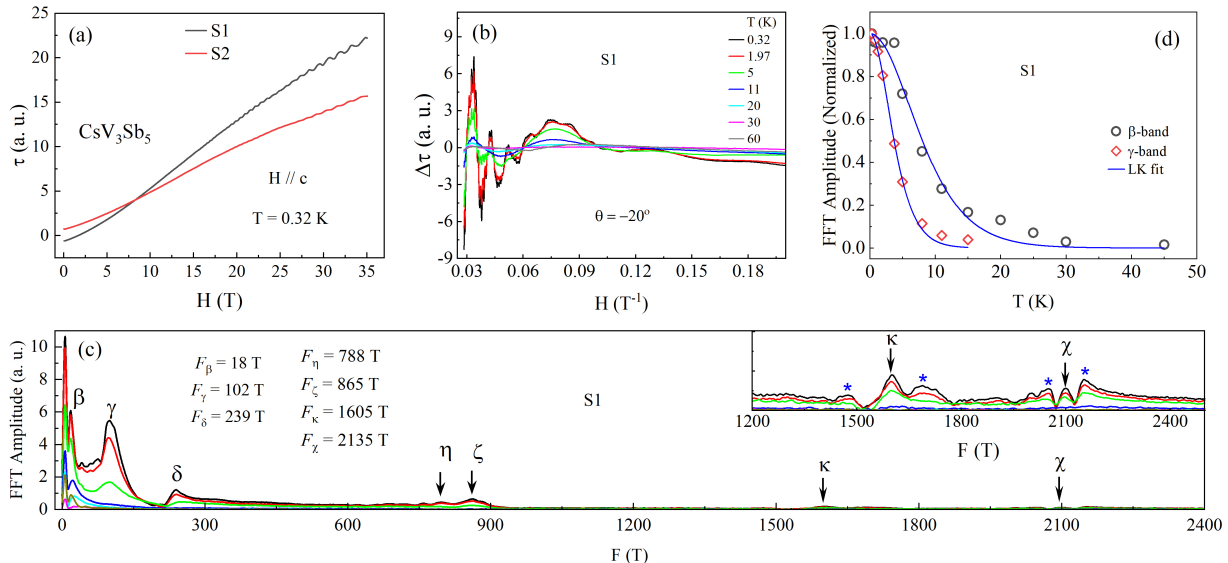 (a)
S1
S2
CsV3Sb5
H // c
T = 0.32 K
25
20
15
10
5
0
0 5 10 15 20 25 30 35
τ (a. u.)
H (T)
(b)
S1
T (K)
0.32
1.97
5
11
20
30
60
θ = −20°
9
6
3
0
-3
-6
-9
0.03 0.06 0.09 0.12 0.15 0.18
Δτ (a. u.)
H (T-1)
(d)
S1
β-band
γ-band
LK fit
1.0
0.8
0.6
0.4
0.2
0.0
0 10 20 30 40 50
FFT Amplitude (Normalized)
T (K)
(c)
Fβ = 18 T
Fγ = 102 T
Fδ = 239 T
Fη = 788 T
Fζ = 865 T
Fκ = 1605 T
Fχ = 2135 T
S1
β
γ
δ
η
ζ
κ
χ
10
8
6
4
2
0
0 300 600 900 1200 1500 1800 2100 2400
FFT Amplitude (a. u.)
F (T)
κ
χ
* * * *
1200 1500 1800 2100 2400
F (T)